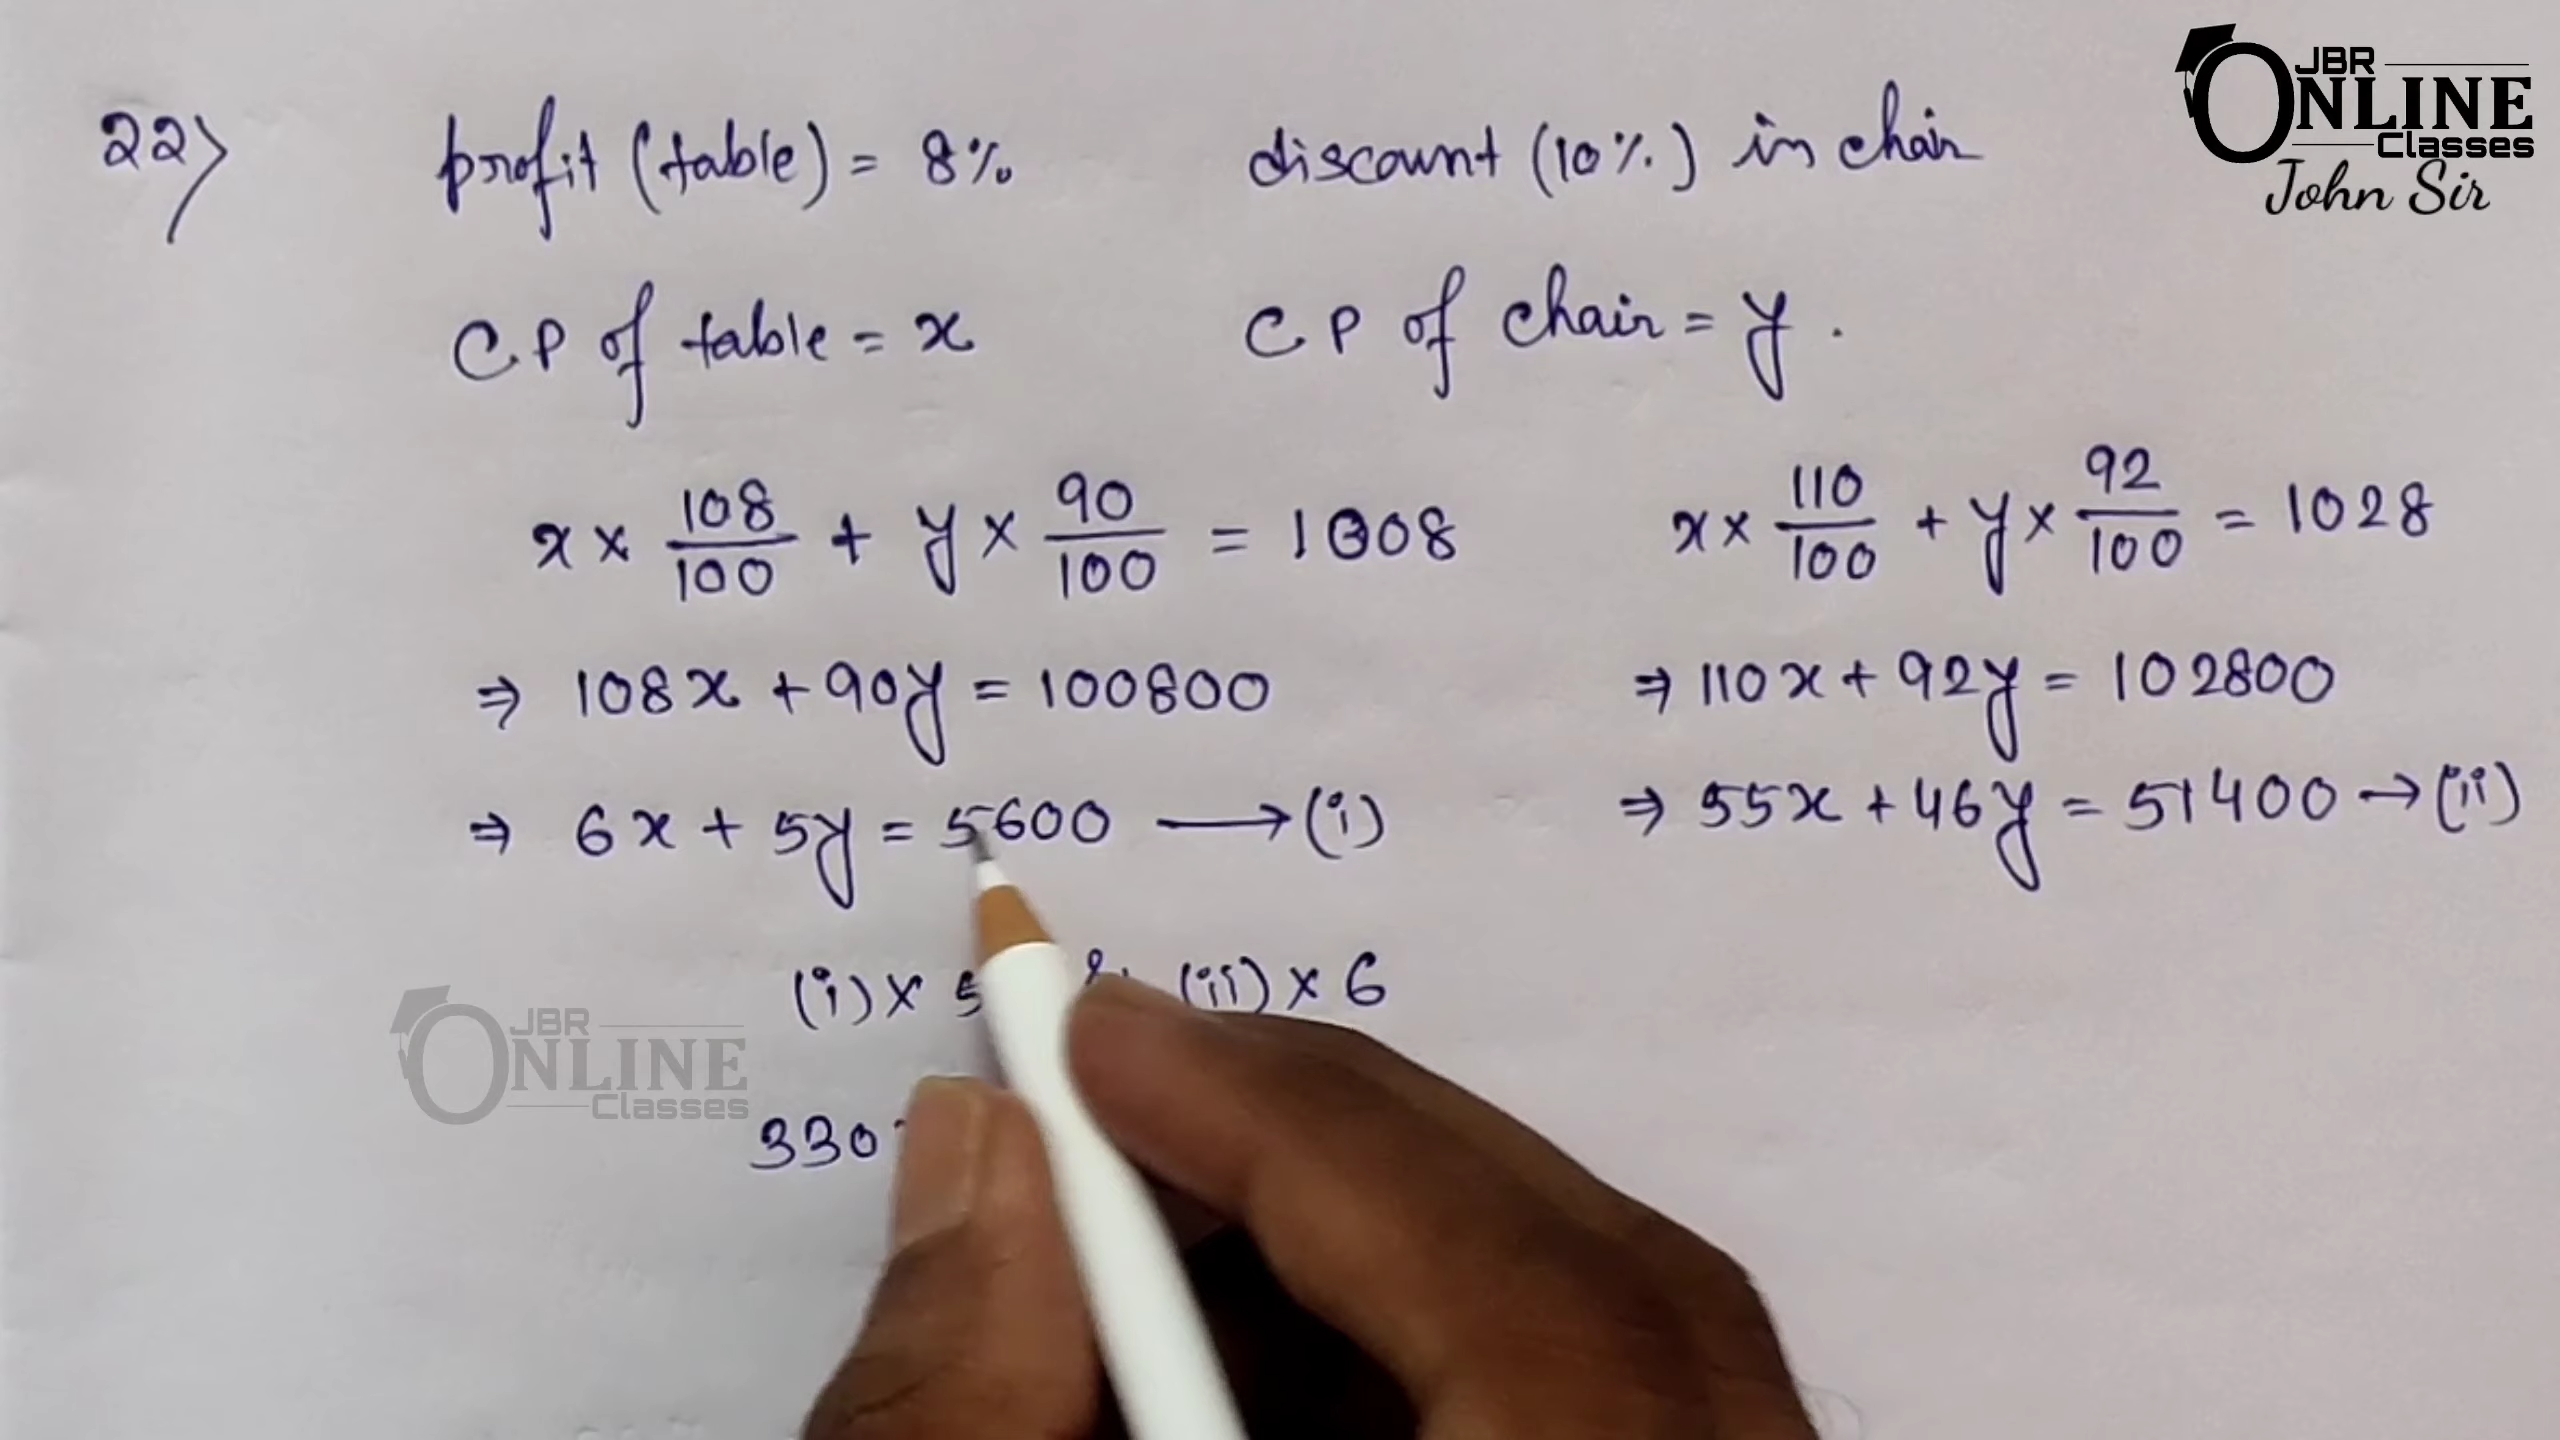 JBR
ONLINE
Classes
John Sir
22) profit (table) = 8% discount (10%) in chair
CP of table = x CP of chair = y.
x × 108/100 + y × 90/100 = 1008 x × 110/100 + y × 92/100 = 1028
⇒ 108x + 90y = 100800 ⇒ 110x + 92y = 102800
⇒ 6x + 5y = 5600 ⟶ (i) ⇒ 55x + 46y = 51400 → (ii)
(i) × & (ii) × 6
JBR
ONLINE
Classes
330